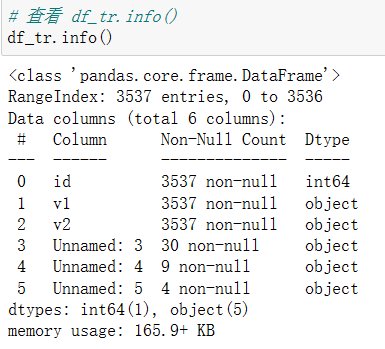 # 查看 df_tr.info()
df_tr.info()
<class 'pandas.core.frame.DataFrame'>
RangeIndex: 3537 entries, 0 to 3536
Data columns (total 6 columns):
 #   Column      Non-Null Count  Dtype
---  ------      --------------  -----
 0   id          3537 non-null   int64
 1   v1          3537 non-null   object
 2   v2          3537 non-null   object
 3   Unnamed: 3  30 non-null     object
 4   Unnamed: 4  9 non-null      object
 5   Unnamed: 5  4 non-null      object
dtypes: int64(1), object(5)
memory usage: 165.9+ KB